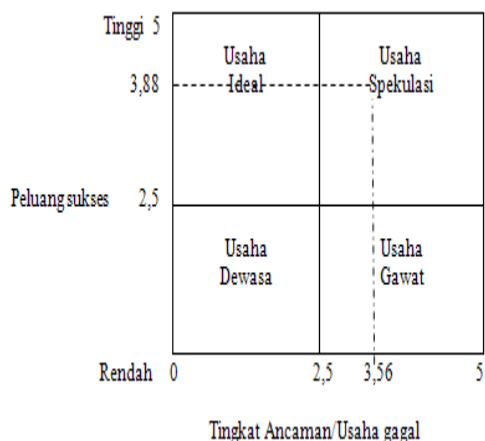 Tinggi 5
Usaha
Ideal
Usaha
Spekulasi
3,88
Peluang sukses 2,5
Usaha
Dewasa
Usaha
Gawat
Rendah 0 2,5 3,56 5
Tingkat Ancaman/Usaha gagal